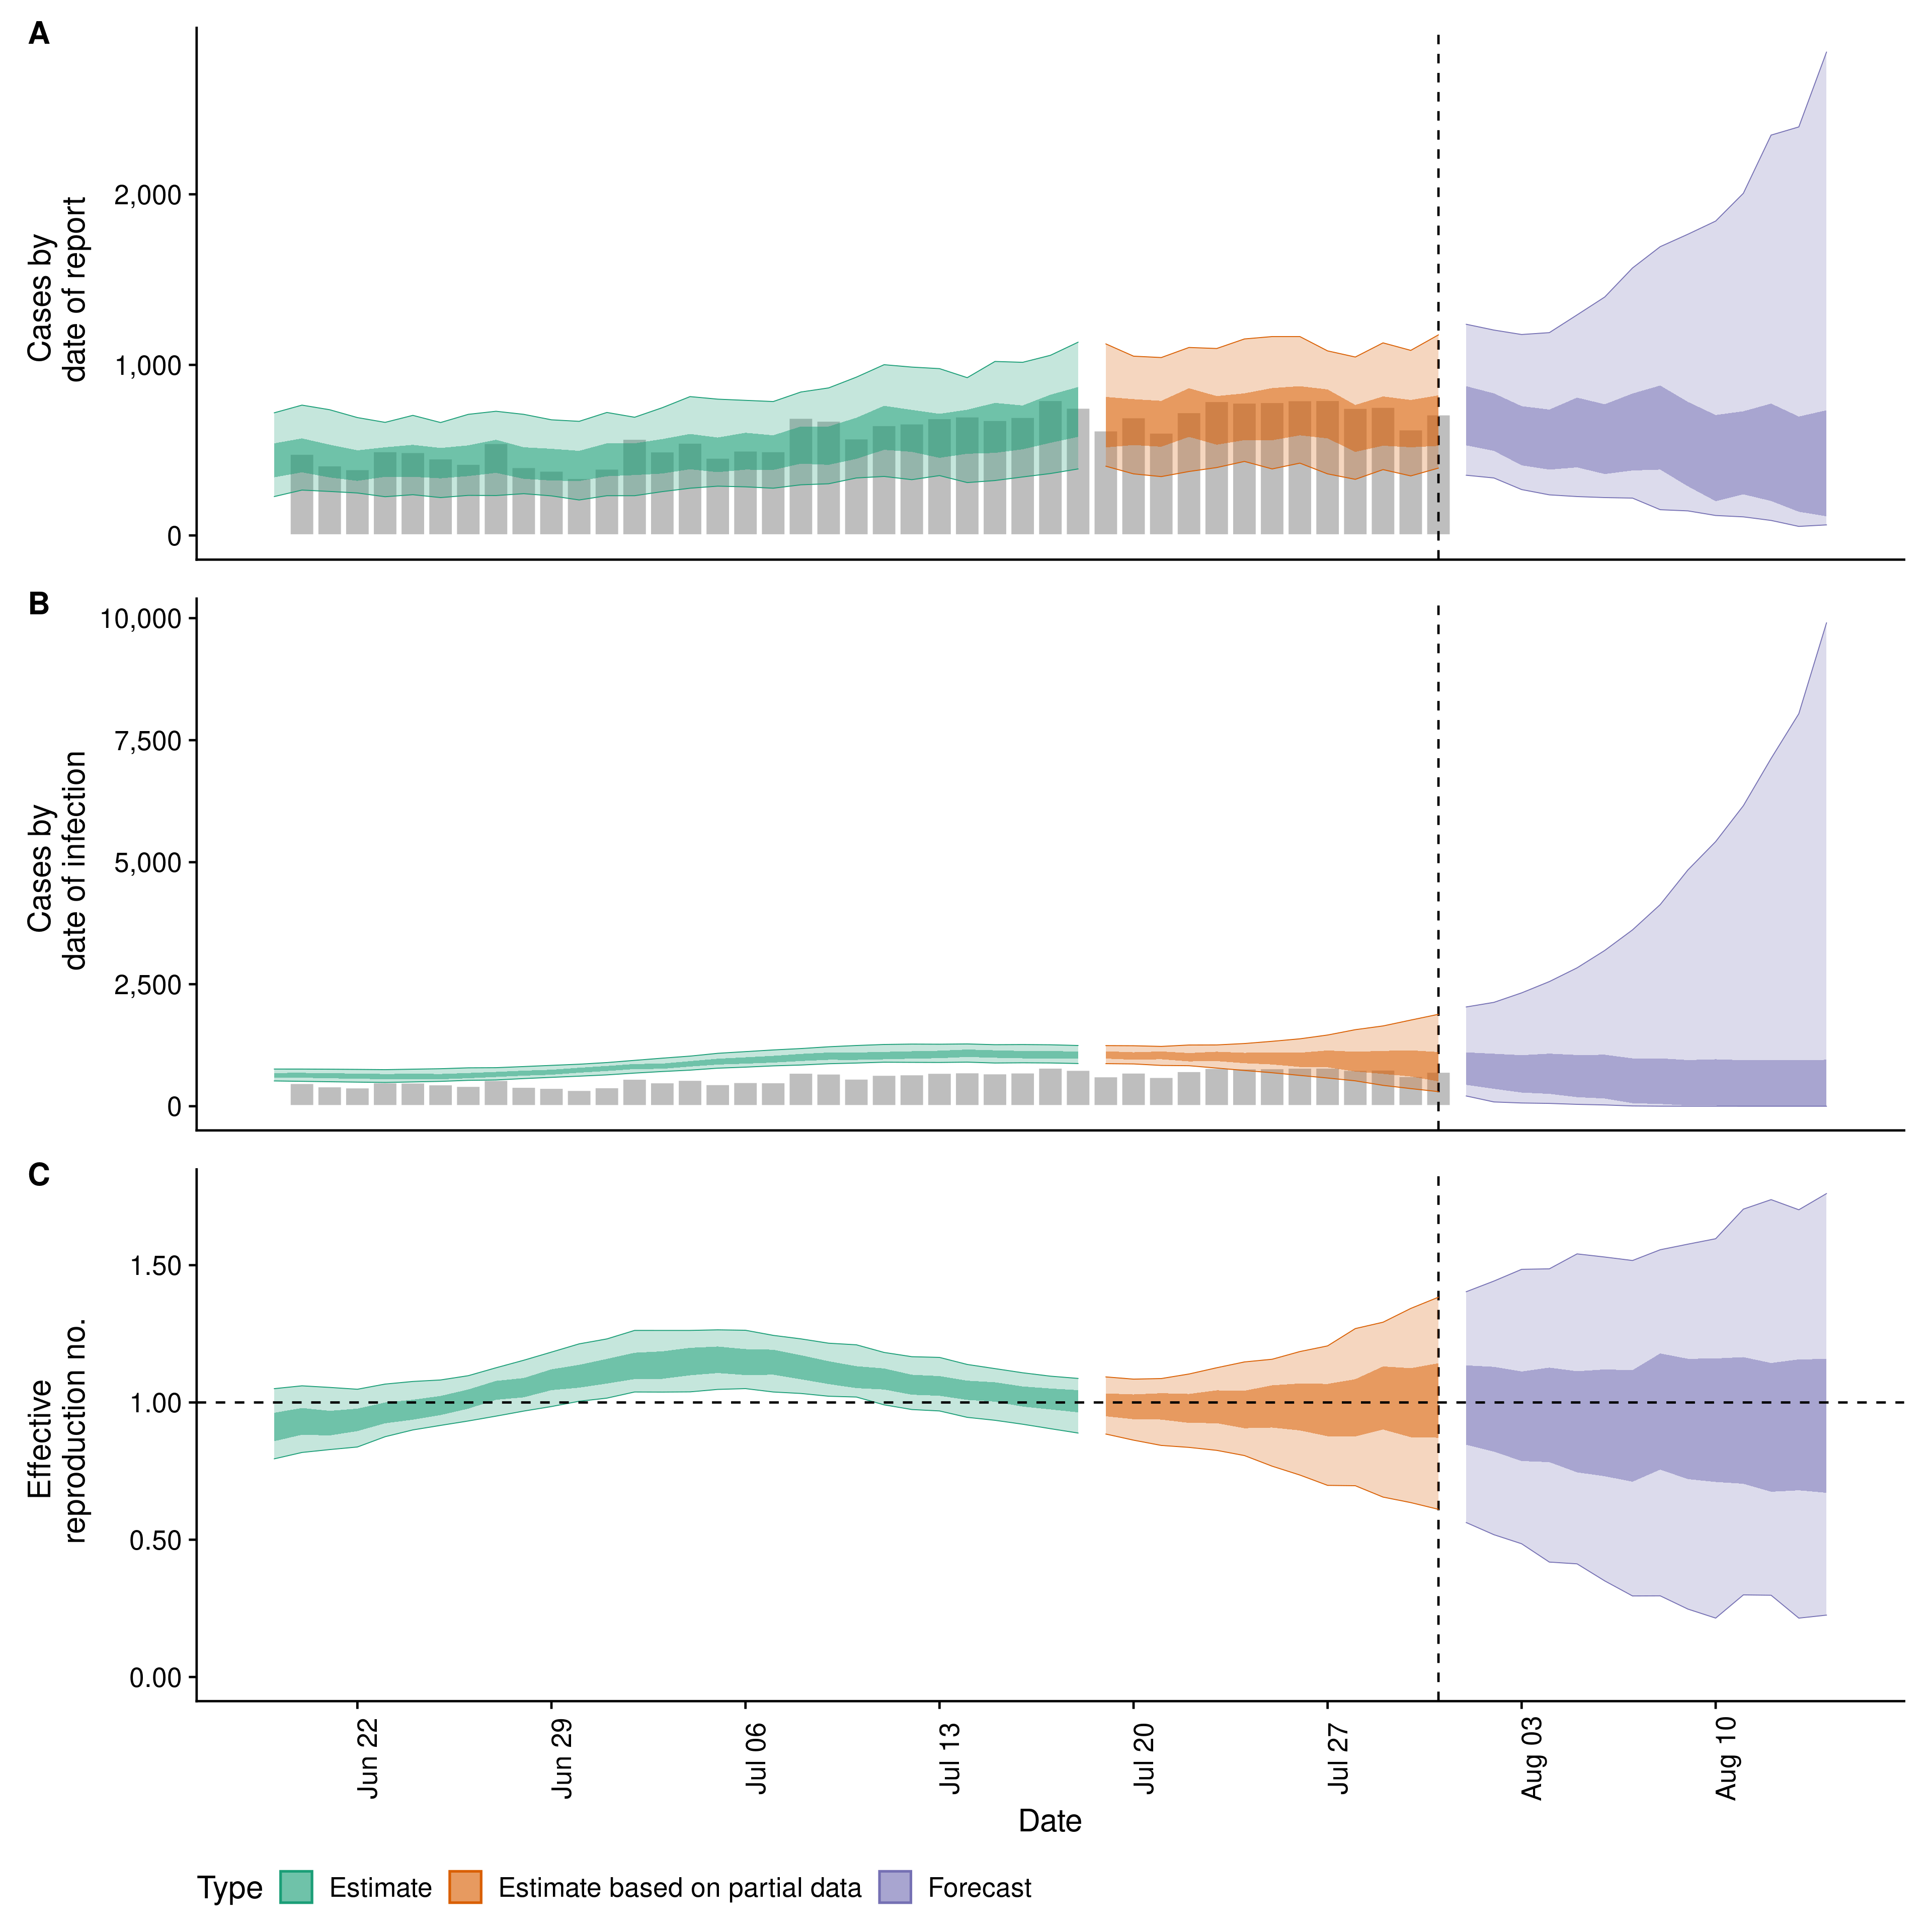 A
Cases by
date of report
2,000
1,000
0
B
Cases by
date of infection
10,000
7,500
5,000
2,500
0
C
Effective
reproduction no.
1.50
1.00
0.50
0.00
Jun 22
Jun 29
Jul 06
Jul 13
Jul 20
Jul 27
Aug 03
Aug 10
Date
Type Estimate Estimate based on partial data Forecast